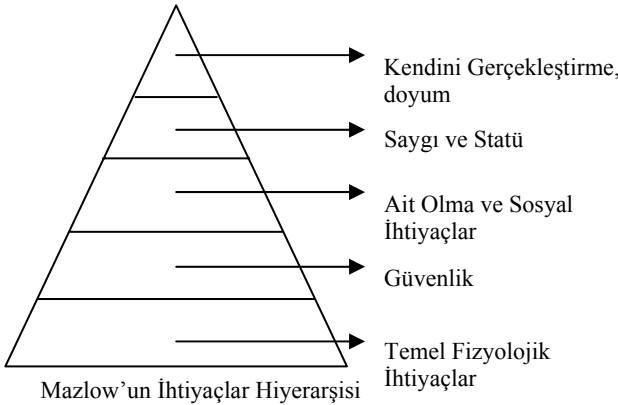 Kendini Gerçekleştirme,
doyum
Saygı ve Statü
Ait Olma ve Sosyal
İhtiyaçlar
Güvenlik
Temel Fizyolojik
İhtiyaçlar
Mazlow’un İhtiyaçlar Hiyerarşisi